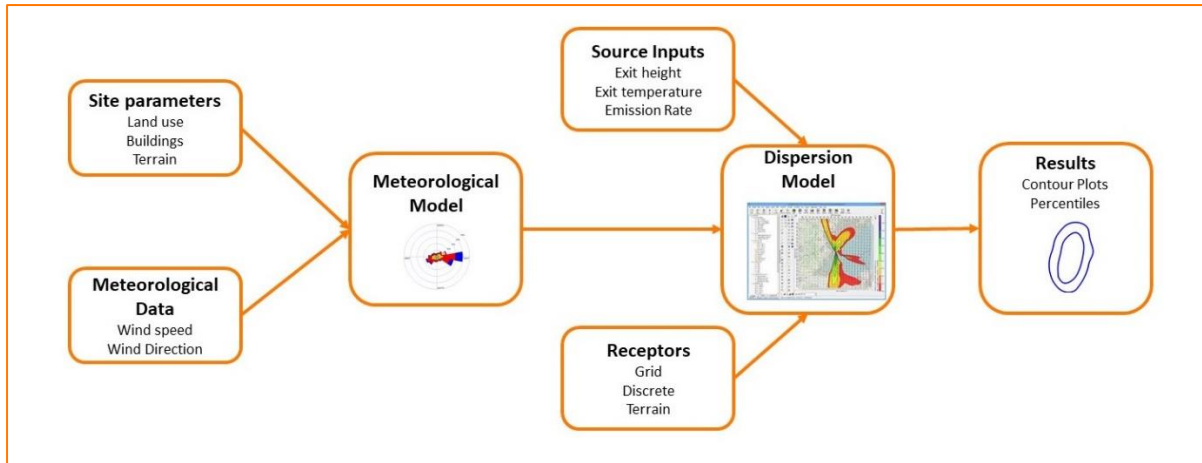 Site parameters
Land use
Buildings
Terrain
Meteorological
Data
Wind speed
Wind Direction
Meteorological
Model
Source Inputs
Exit height
Exit temperature
Emission Rate
Receptors
Grid
Discrete
Terrain
Dispersion
Model
Results
Contour Plots
Percentiles